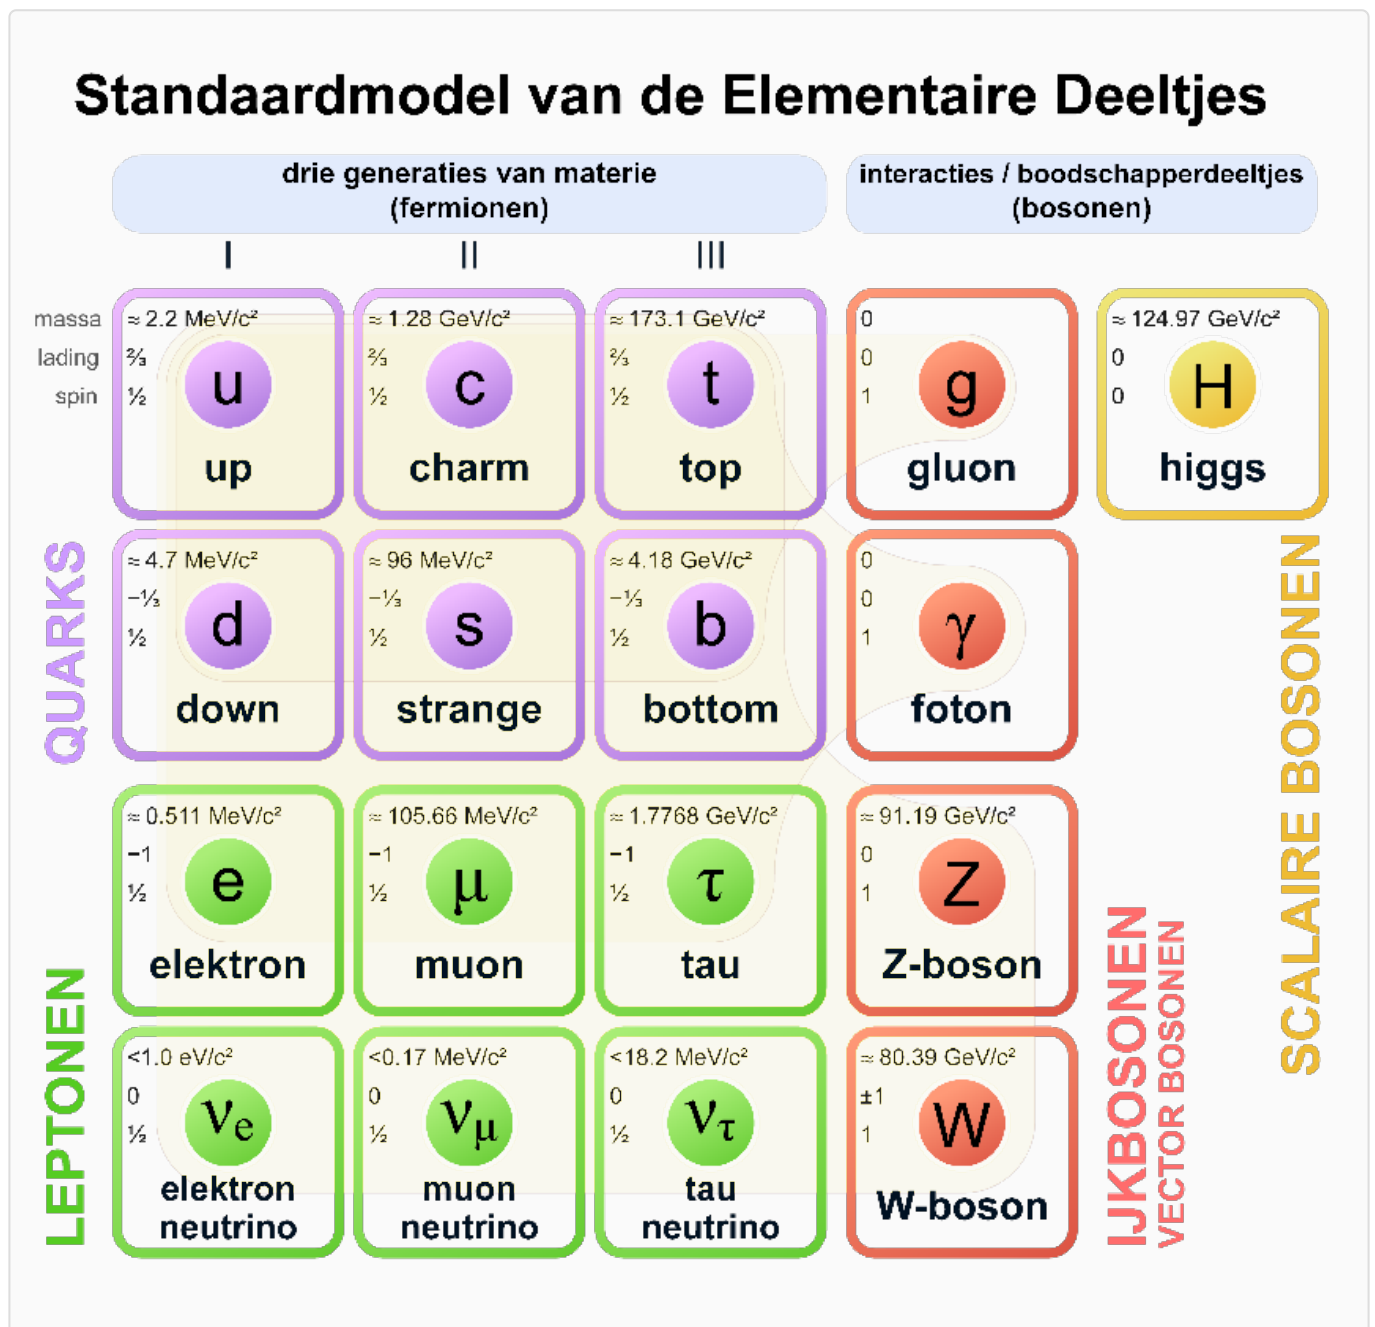 Standaardmodel van de Elementaire Deeltjes
drie generaties van materie
(fermionen)
interacties / boodschapperdeeltjes
(bosonen)
I
II
III
massa
lading
spin
≈ 2.2 MeV/c²
⅔
½
u
up
≈ 1.28 GeV/c²
⅔
½
c
charm
≈ 173.1 GeV/c²
⅔
½
t
top
0
0
1
g
gluon
≈ 124.97 GeV/c²
0
0
H
higgs
QUARKS
≈ 4.7 MeV/c²
−⅓
½
d
down
≈ 96 MeV/c²
−⅓
½
s
strange
≈ 4.18 GeV/c²
−⅓
½
b
bottom
0
0
1
γ
foton
SCALAIRE BOSONEN
≈ 0.511 MeV/c²
−1
½
e
elektron
≈ 105.66 MeV/c²
−1
½
μ
muon
≈ 1.7768 GeV/c²
−1
½
τ
tau
≈ 91.19 GeV/c²
0
1
Z
Z-boson
LEPTONEN
<1.0 eV/c²
0
½
νe
elektron
neutrino
<0.17 MeV/c²
0
½
νμ
muon
neutrino
<18.2 MeV/c²
0
½
ντ
tau
neutrino
≈ 80.39 GeV/c²
±1
1
W
W-boson
IJKBOSONEN
VECTOR BOSONEN